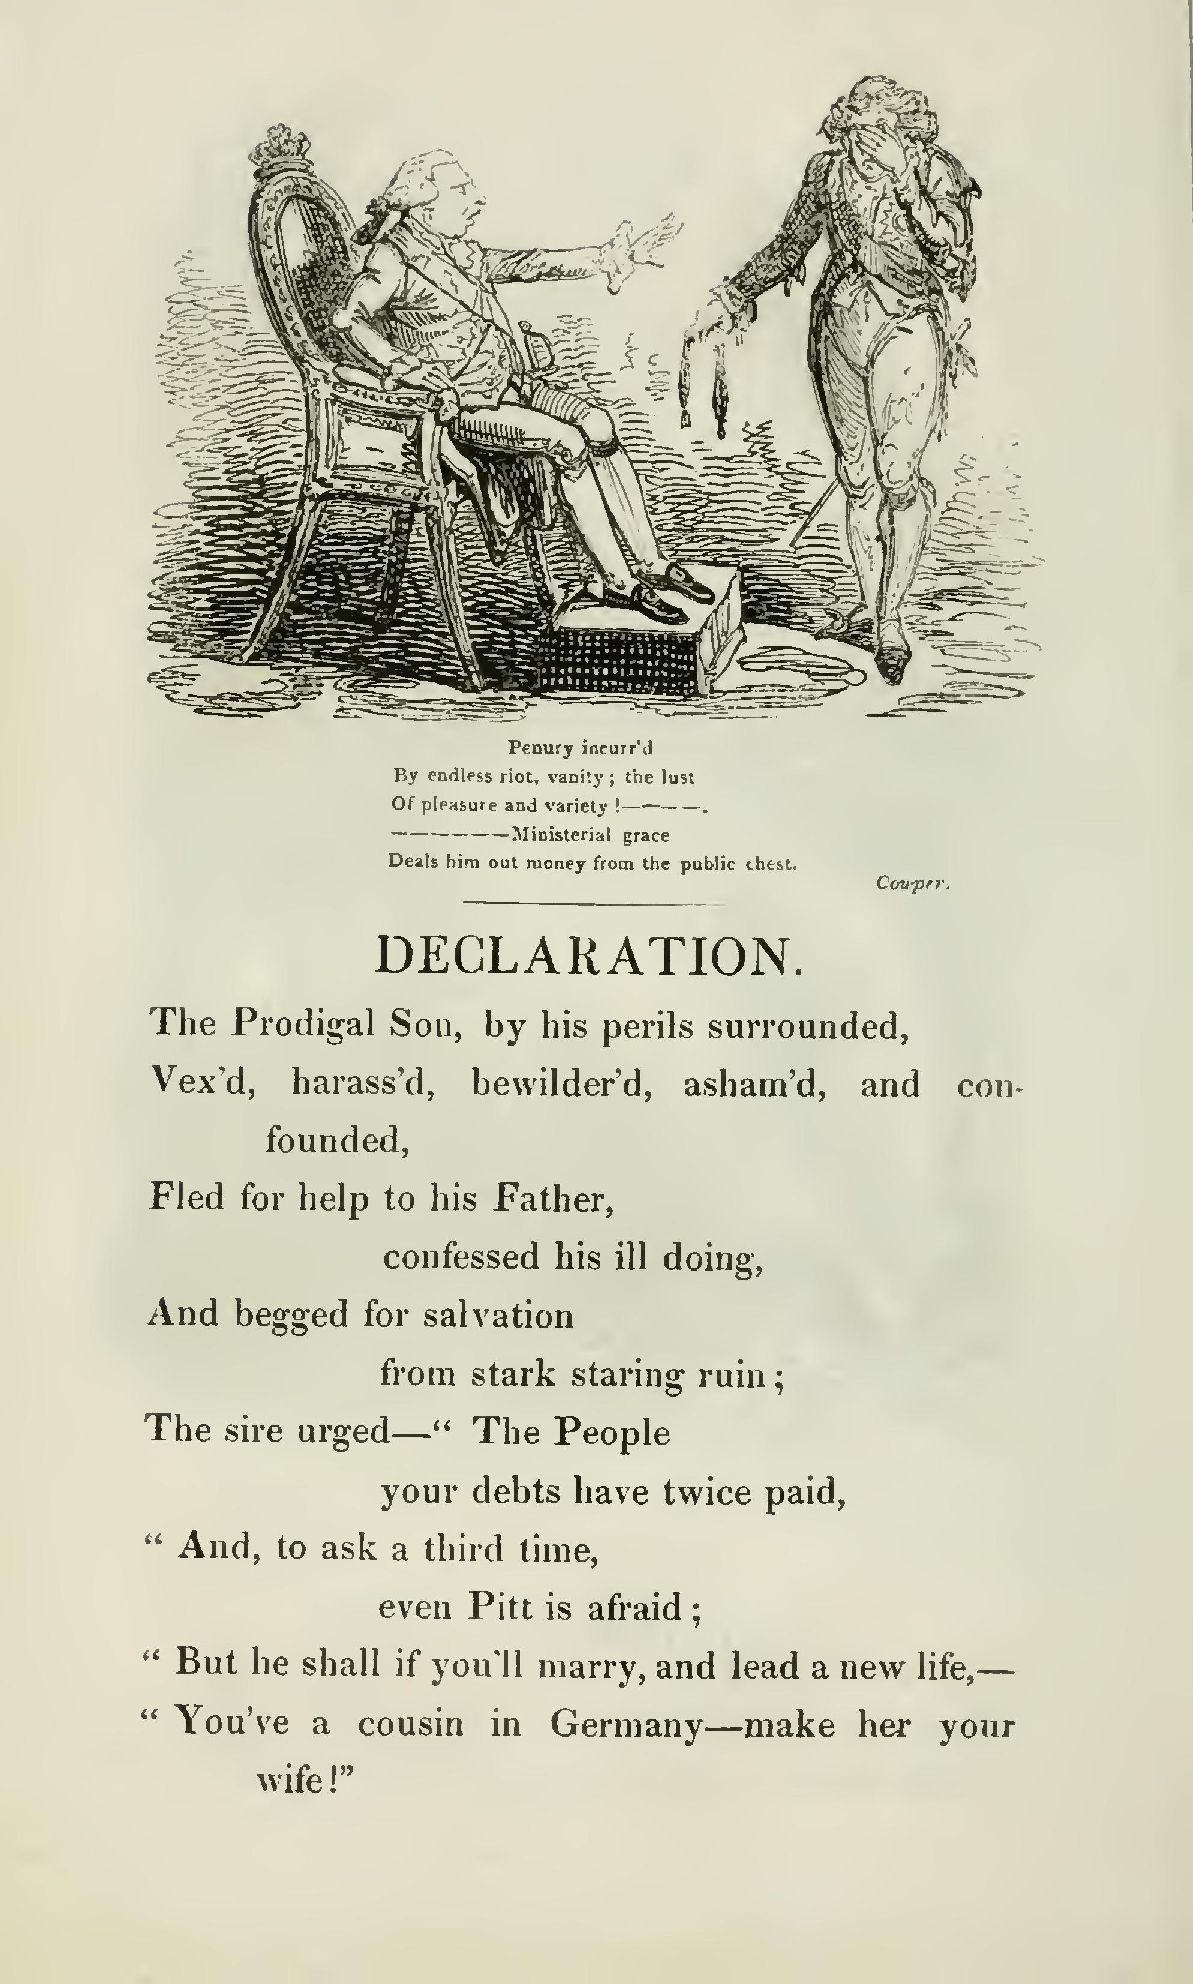 Penury incurr'd
By endless riot, vanity; the lust
Of pleasure and variety!————.
—————Ministerial grace
Deals him out money from the public chest.
Cowper.
DECLARATION.
The Prodigal Son, by his perils surrounded,
Vex'd, harass'd, bewilder'd, asham'd, and con-
founded,
Fled for help to his Father,
confessed his ill doing,
And begged for salvation
from stark staring ruin;
The sire urged—“ The People
your debts have twice paid,
“ And, to ask a third time,
even Pitt is afraid;
“ But he shall if you'll marry, and lead a new life,—
“ You've a cousin in Germany—make her your
wife!”